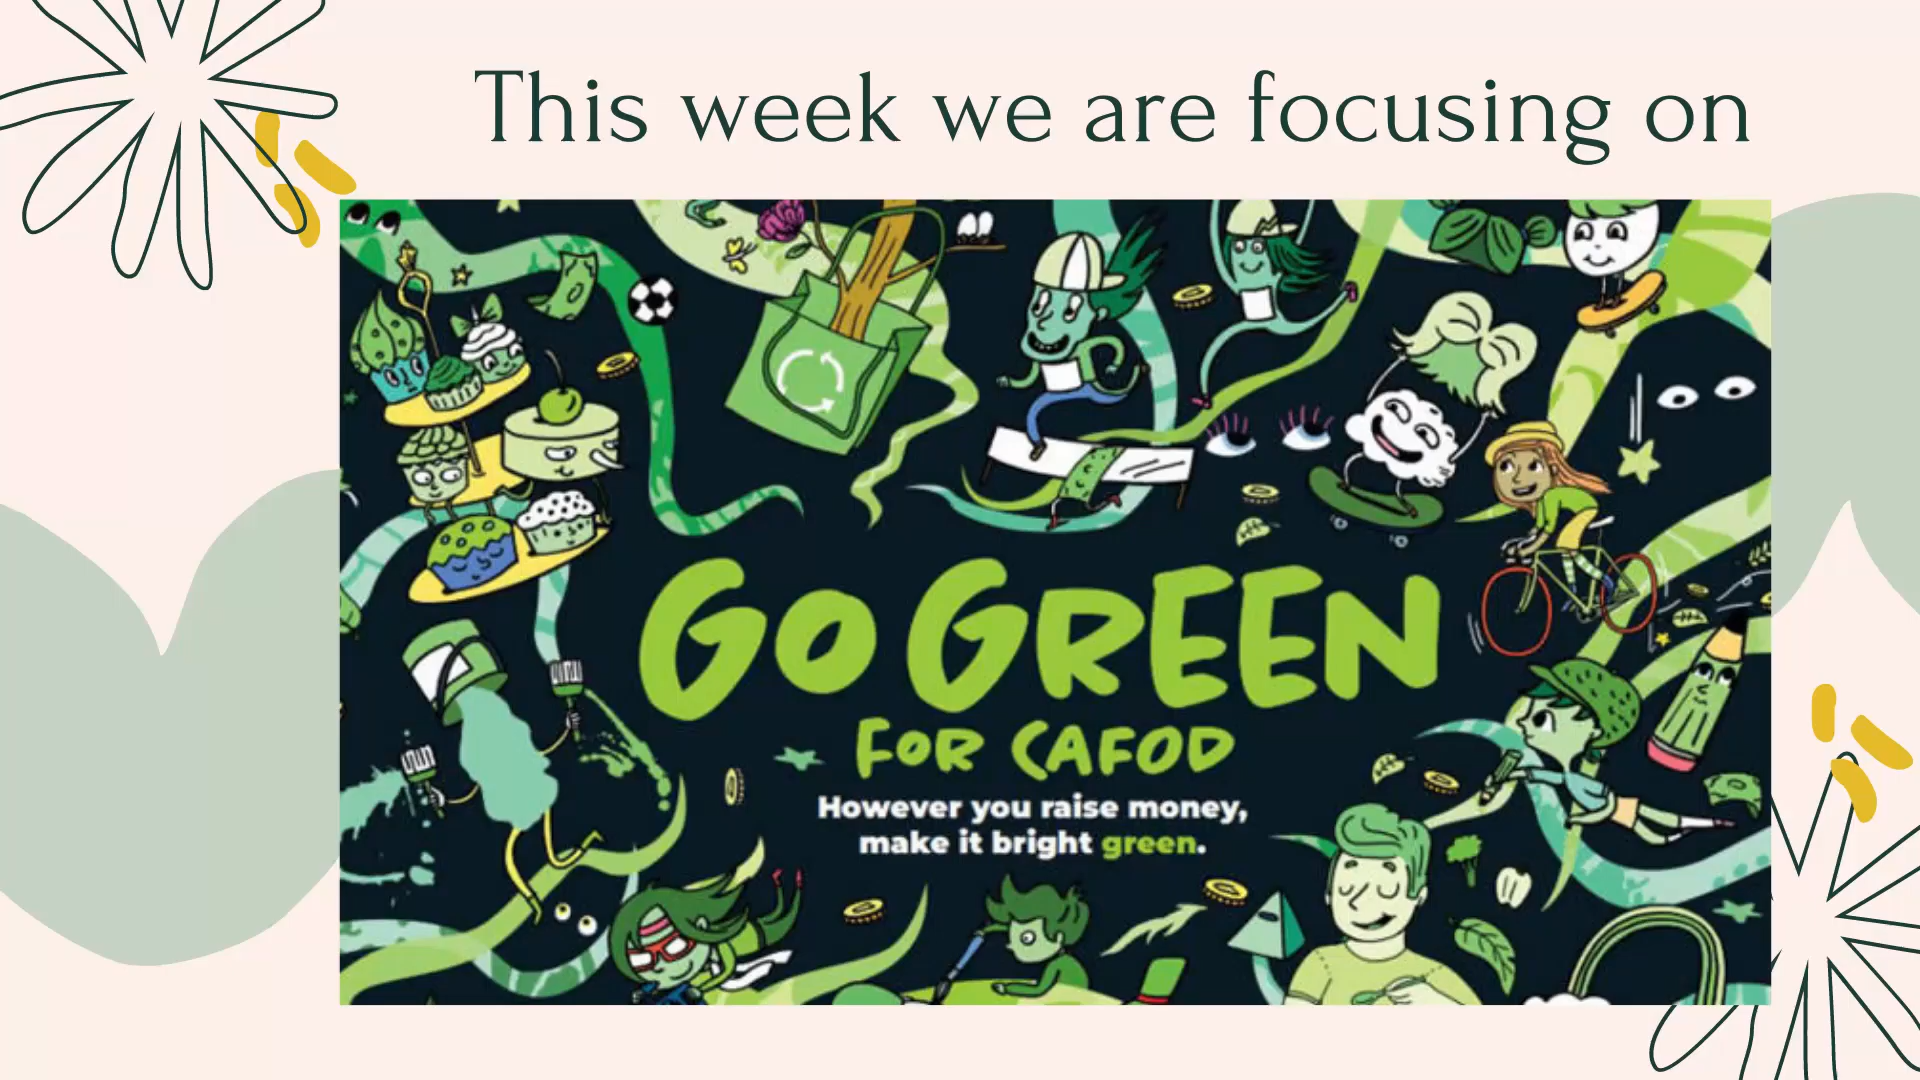 This week we are focusing on
GO GREEN
FOR CAFOD
However you raise money,
make it bright green.